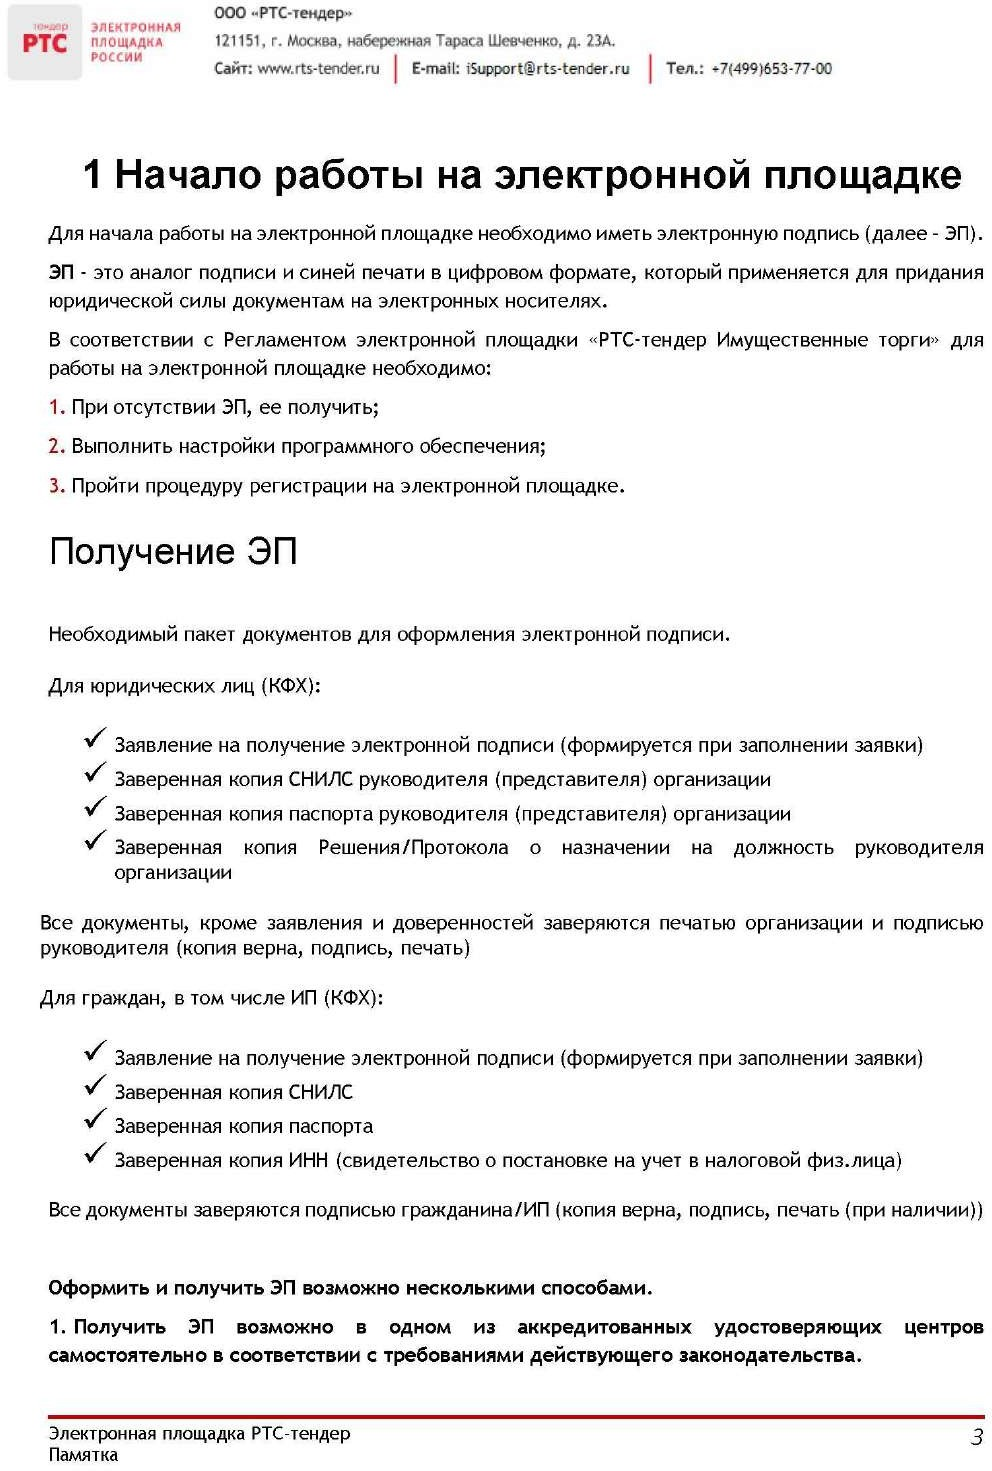 тендер
РТС
ЭЛЕКТРОННАЯ
ПЛОЩАДКА
РОССИИ
ООО «РТС-тендер»
121151, г. Москва, набережная Тараса Шевченко, д. 23А.
Сайт: www.rts-tender.ru | E-mail: iSupport@rts-tender.ru | Тел.: +7(499)653-77-00
1 Начало работы на электронной площадке
Для начала работы на электронной площадке необходимо иметь электронную подпись (далее – ЭП).
ЭП - это аналог подписи и синей печати в цифровом формате, который применяется для придания
юридической силы документам на электронных носителях.
В соответствии с Регламентом электронной площадки «РТС-тендер Имущественные торги» для
работы на электронной площадке необходимо:
1. При отсутствии ЭП, ее получить;
2. Выполнить настройки программного обеспечения;
3. Пройти процедуру регистрации на электронной площадке.
Получение ЭП
Необходимый пакет документов для оформления электронной подписи.
Для юридических лиц (КФХ):
✓ Заявление на получение электронной подписи (формируется при заполнении заявки)
✓ Заверенная копия СНИЛС руководителя (представителя) организации
✓ Заверенная копия паспорта руководителя (представителя) организации
✓ Заверенная копия Решения/Протокола о назначении на должность руководителя
организации
Все документы, кроме заявления и доверенностей заверяются печатью организации и подписью
руководителя (копия верна, подпись, печать)
Для граждан, в том числе ИП (КФХ):
✓ Заявление на получение электронной подписи (формируется при заполнении заявки)
✓ Заверенная копия СНИЛС
✓ Заверенная копия паспорта
✓ Заверенная копия ИНН (свидетельство о постановке на учет в налоговой физ.лица)
Все документы заверяются подписью гражданина/ИП (копия верна, подпись, печать (при наличии))
Оформить и получить ЭП возможно несколькими способами.
1. Получить ЭП возможно в одном из аккредитованных удостоверяющих центров
самостоятельно в соответствии с требованиями действующего законодательства.
Электронная площадка РТС-тендер
Памятка
3